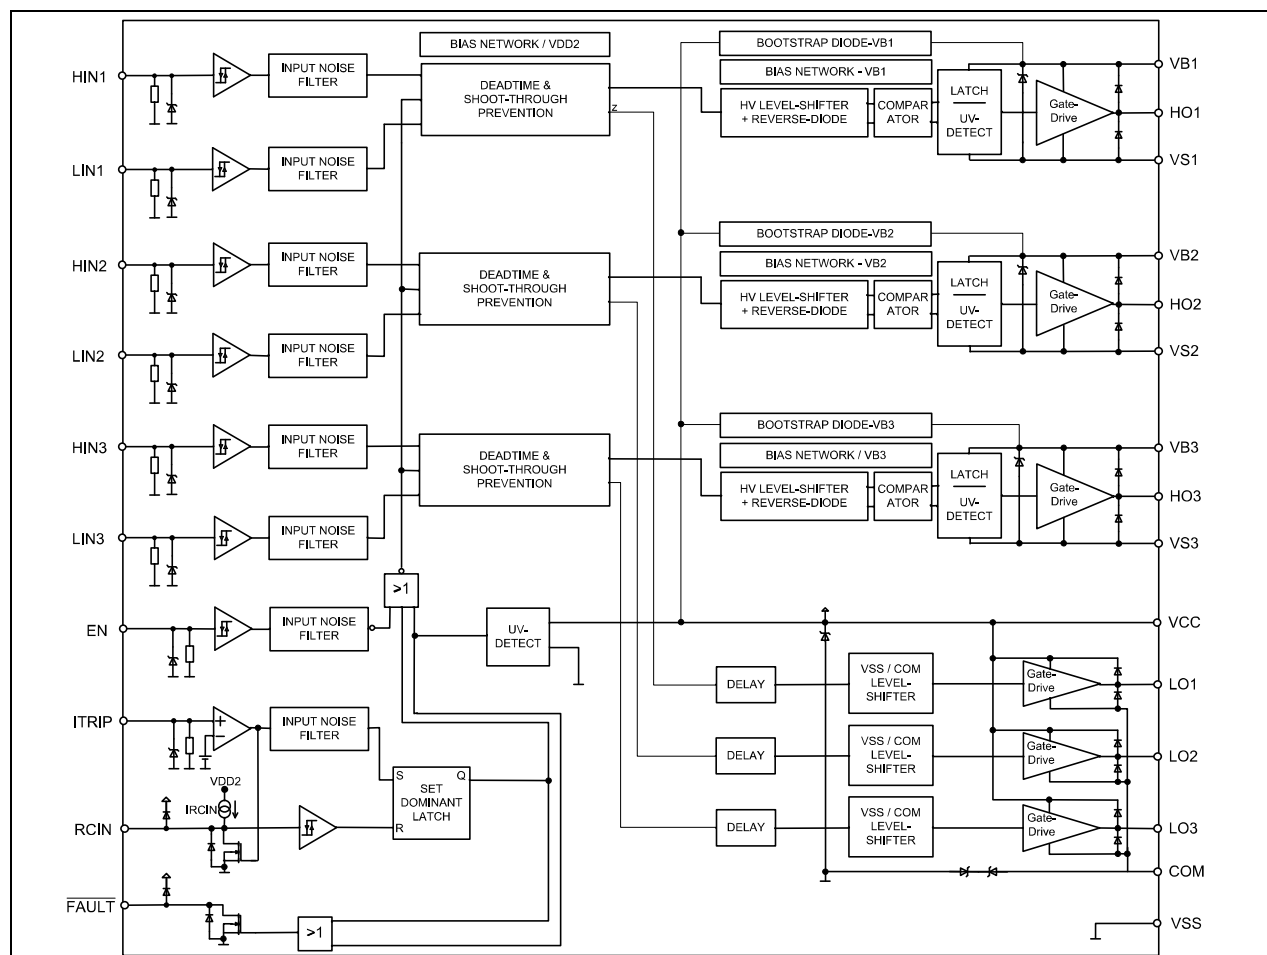 BIAS NETWORK / VDD2
BOOTSTRAP DIODE-VB1
HIN1
INPUT NOISE
FILTER
DEADTIME &
SHOOT-THROUGH
PREVENTION
Z
BIAS NETWORK - VB1
HV LEVEL-SHIFTER
+ REVERSE-DIODE
COMPAR
ATOR
LATCH
UV-
DETECT
Gate-
Drive
VB1
HO1
VS1
LIN1
INPUT NOISE
FILTER
BOOTSTRAP DIODE-VB2
HIN2
INPUT NOISE
FILTER
DEADTIME &
SHOOT-THROUGH
PREVENTION
BIAS NETWORK - VB2
HV LEVEL-SHIFTER
+ REVERSE-DIODE
COMPAR
ATOR
LATCH
UV-
DETECT
Gate-
Drive
VB2
HO2
VS2
LIN2
INPUT NOISE
FILTER
BOOTSTRAP DIODE-VB3
HIN3
INPUT NOISE
FILTER
DEADTIME &
SHOOT-THROUGH
PREVENTION
BIAS NETWORK / VB3
HV LEVEL-SHIFTER
+ REVERSE-DIODE
COMPAR
ATOR
LATCH
UV-
DETECT
Gate-
Drive
VB3
HO3
VS3
LIN3
INPUT NOISE
FILTER
>1
EN
INPUT NOISE
FILTER
UV-
DETECT
VCC
DELAY
VSS / COM
LEVEL-
SHIFTER
Gate-
Drive
LO1
ITRIP
+
−
INPUT NOISE
FILTER
DELAY
VSS / COM
LEVEL-
SHIFTER
Gate-
Drive
LO2
VDD2
IRCIN
S
Q
SET
DOMINANT
LATCH
R
RCIN
DELAY
VSS / COM
LEVEL-
SHIFTER
Gate-
Drive
LO3
COM
FAULT
>1
VSS